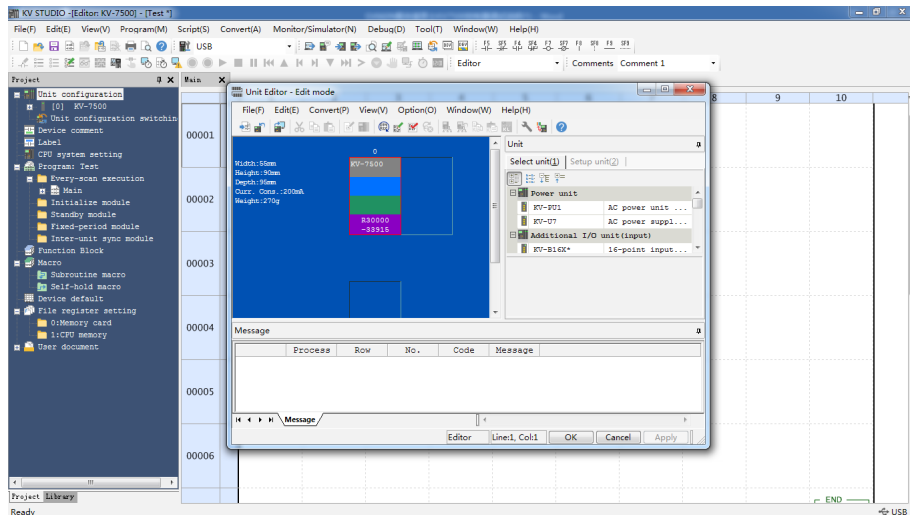 KV STUDIO -[Editor: KV-7500] - [Test *]
File(F) Edit(E) View(V) Program(M) Script(S) Convert(A) Monitor/Simulator(N) Debug(D) Tool(T) Window(W) Help(H)
USB
Editor
Comments Comment 1
Project
Main
Unit configuration
[0] KV-7500
Unit configuration switchin
Device comment
Label
CPU system setting
Program: Test
Every-scan execution
Main
Initialize module
Standby module
Fixed-period module
Inter-unit sync module
Function Block
Macro
Subroutine macro
Self-hold macro
Device default
File register setting
0:Memory card
1:CPU memory
User document
Project Library
Ready
8 9 10
00001
00002
00003
00004
00005
00006
END
USB
Unit Editor - Edit mode
File(F) Edit(E) Convert(P) View(V) Option(O) Window(W) Help(H)
0
Width:55mm
Height:90mm
Depth:95mm
Curr. Cons.:200mA
Weight:270g
KV-7500
R30000
-33915
Unit
Select unit(1) Setup unit(2)
Power unit
KV-PU1 AC power unit ...
KV-U7 AC power suppl...
Additional I/O unit(input)
KV-B16X* 16-point input...
Message
Process Row No. Code Message
Message
Editor Line:1, Col:1 OK Cancel Apply